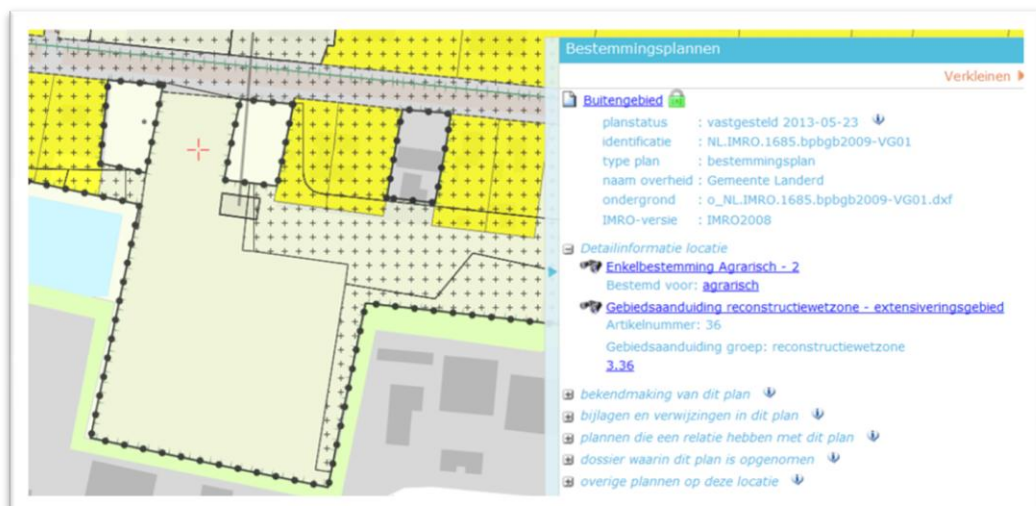 Bestemmingsplannen
Verkleinen
Buitengebied
planstatus : vastgesteld 2013-05-23
identificatie : NL.IMRO.1685.bpbgb2009-VG01
type plan : bestemmingsplan
naam overheid : Gemeente Landerd
ondergrond : o_NL.IMRO.1685.bpbgb2009-VG01.dxf
IMRO-versie : IMRO2008
Detailinformatie locatie
Enkelbestemming Agrarisch - 2
Bestemd voor: agrarisch
Gebiedsaanduiding reconstructiewetzone - extensiveringsgebied
Artikelnummer: 36
Gebiedsaanduiding groep: reconstructiewetzone
3.36
bekendmaking van dit plan
bijlagen en verwijzingen in dit plan
plannen die een relatie hebben met dit plan
dossier waarin dit plan is opgenomen
overige plannen op deze locatie